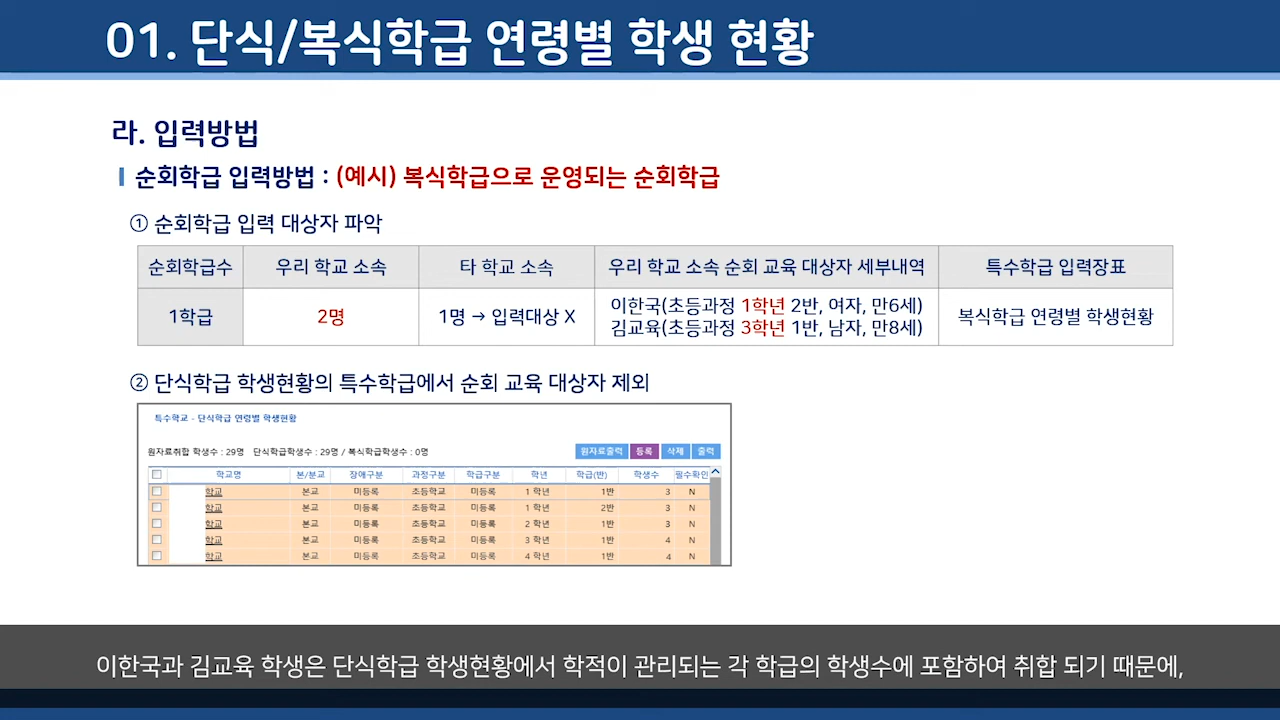 01. 단식/복식학급 연령별 학생 현황
라. 입력방법
순회학급 입력방법 : (예시) 복식학급으로 운영되는 순회학급
① 순회학급 입력 대상자 파악
순회학급수 우리 학교 소속 타 학교 소속 우리 학교 소속 순회 교육 대상자 세부내역 특수학급 입력장표
1학급 2명 1명 → 입력대상 X 이한국(초등과정 1학년 2반, 여자, 만6세) 복식학급 연령별 학생현황
김교육(초등과정 3학년 1반, 남자, 만8세)
② 단식학급 학생현황의 특수학급에서 순회 교육 대상자 제외
특수학교 - 단식학급 연령별 학생현황
원자료취합 학생수 : 29명 단식학급학생수 : 29명 / 복식학급학생수 : 0명 원자료출력 등록 삭제 출력
학교명 본/분교 장애구분 과정구분 학급구분 학년 학급(반) 학생수 필수확인
학교 본교 미등록 초등학교 미등록 1 학년 1반 3 N
학교 본교 미등록 초등학교 미등록 1 학년 2반 3 N
학교 본교 미등록 초등학교 미등록 2 학년 1반 3 N
학교 본교 미등록 초등학교 미등록 3 학년 1반 4 N
학교 본교 미등록 초등학교 미등록 4 학년 1반 4 N
이한국과 김교육 학생은 단식학급 학생현황에서 학적이 관리되는 각 학급의 학생수에 포함하여 취합 되기 때문에,